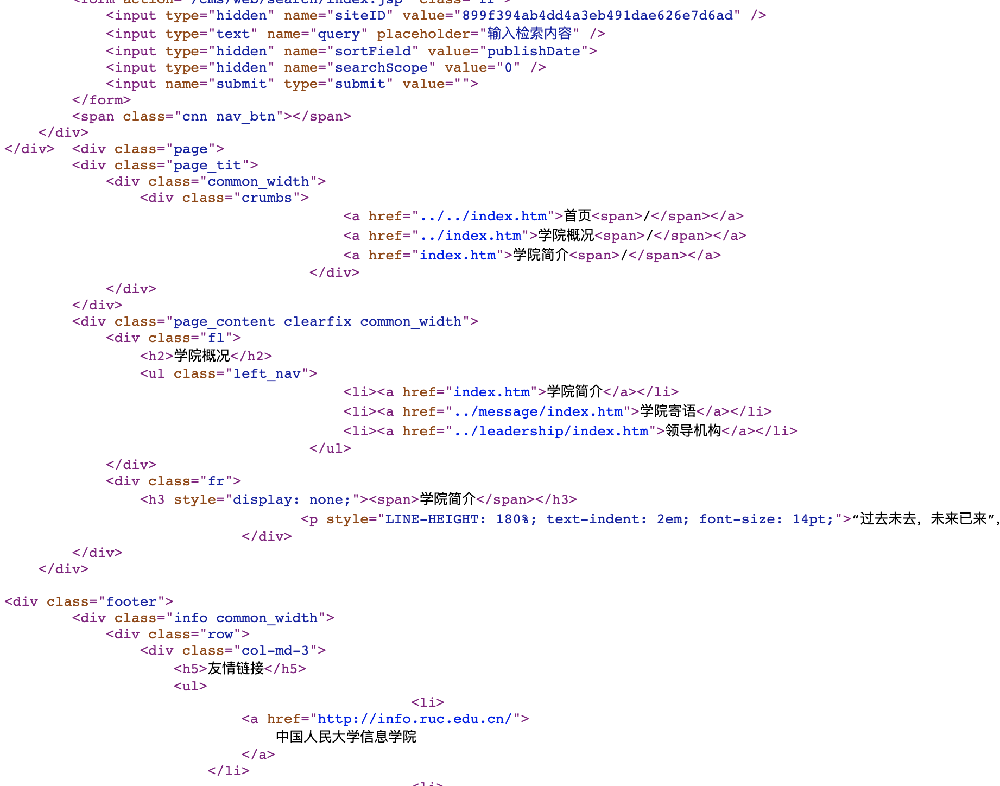 <form action="/cms/web/search/index.jsp" class="fr">
<input type="hidden" name="siteID" value="899f394ab4dd4a3eb491dae626e7d6ad" />
<input type="text" name="query" placeholder="输入检索内容" />
<input type="hidden" name="sortField" value="publishDate">
<input type="hidden" name="searchScope" value="0" />
<input name="submit" type="submit" value="">
</form>
<span class="cnn nav_btn"></span>
</div>
</div> <div class="page">
<div class="page_tit">
<div class="common_width">
<div class="crumbs">
<a href="../../index.htm">首页<span>/</span></a>
<a href="../index.htm">学院概况<span>/</span></a>
<a href="index.htm">学院简介<span>/</span></a>
</div>
</div>
</div>
<div class="page_content clearfix common_width">
<div class="fl">
<h2>学院概况</h2>
<ul class="left_nav">
<li><a href="index.htm">学院简介</a></li>
<li><a href="../message/index.htm">学院寄语</a></li>
<li><a href="../leadership/index.htm">领导机构</a></li>
</ul>
</div>
<div class="fr">
<h3 style="display: none;"><span>学院简介</span></h3>
<p style="LINE-HEIGHT: 180%; text-indent: 2em; font-size: 14pt;">“过去未去，未来已来”，
</div>
</div>
</div>
<div class="footer">
<div class="info common_width">
<div class="row">
<div class="col-md-3">
<h5>友情链接</h5>
<ul>
<li>
<a href="http://info.ruc.edu.cn/">
中国人民大学信息学院
</a>
</li>
<li>